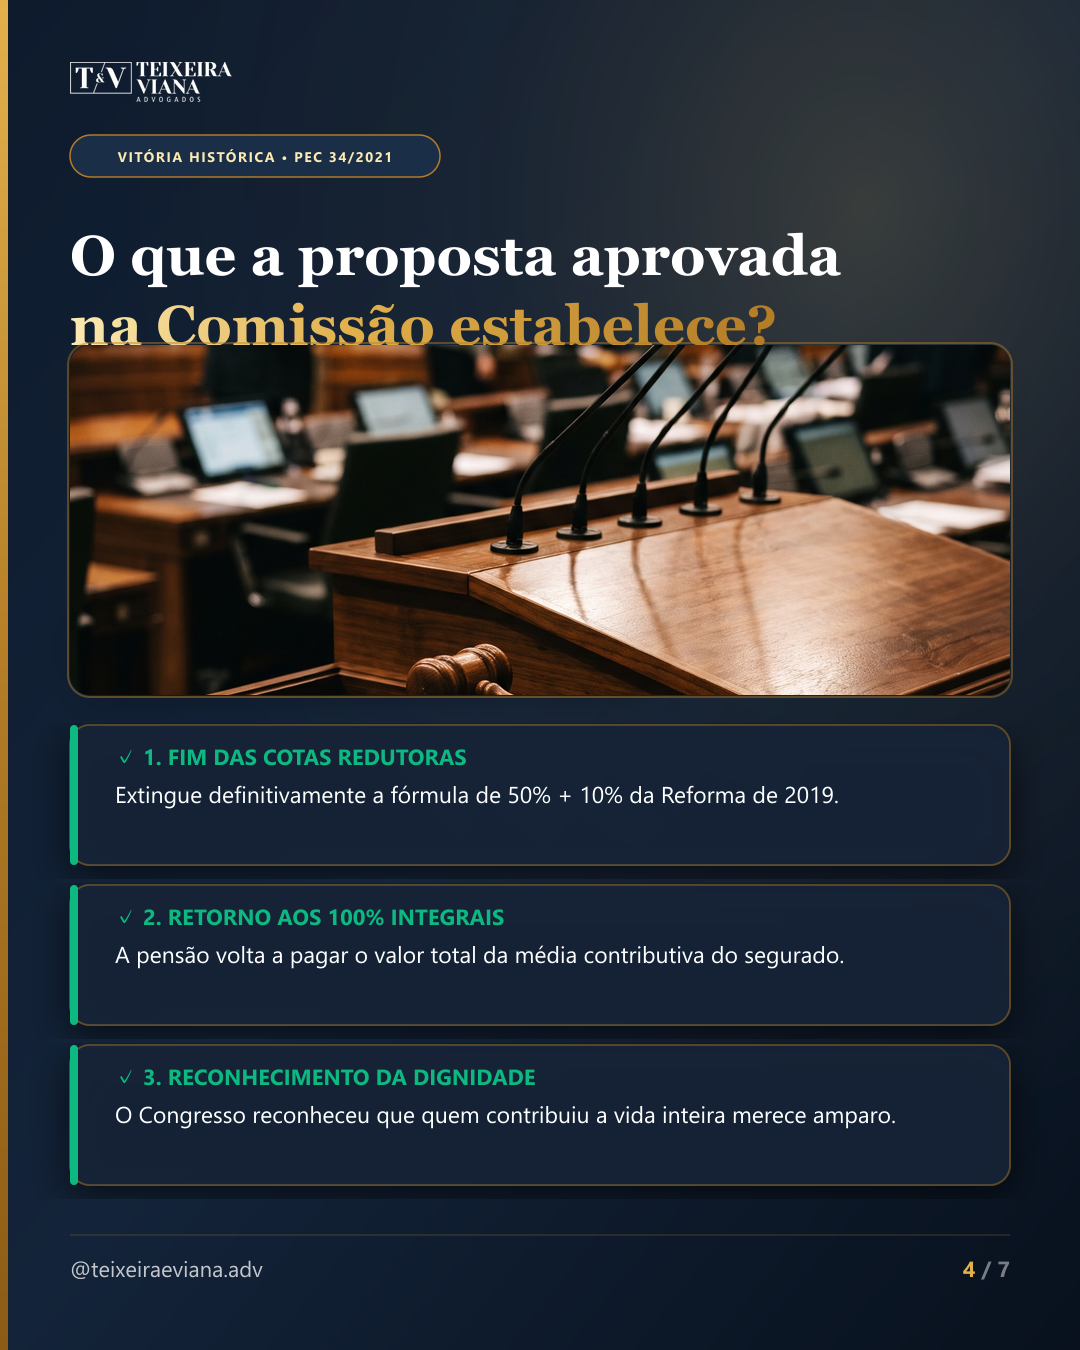 T&V TEIXEIRA
VIANA
ADVOGADOS
VITÓRIA HISTÓRICA • PEC 34/2021
O que a proposta aprovada
na Comissão estabelece?
✓ 1. FIM DAS COTAS REDUTORAS
Extingue definitivamente a fórmula de 50% + 10% da Reforma de 2019.
✓ 2. RETORNO AOS 100% INTEGRAIS
A pensão volta a pagar o valor total da média contributiva do segurado.
✓ 3. RECONHECIMENTO DA DIGNIDADE
O Congresso reconheceu que quem contribuiu a vida inteira merece amparo.
@teixeiraeviana.adv
4 / 7